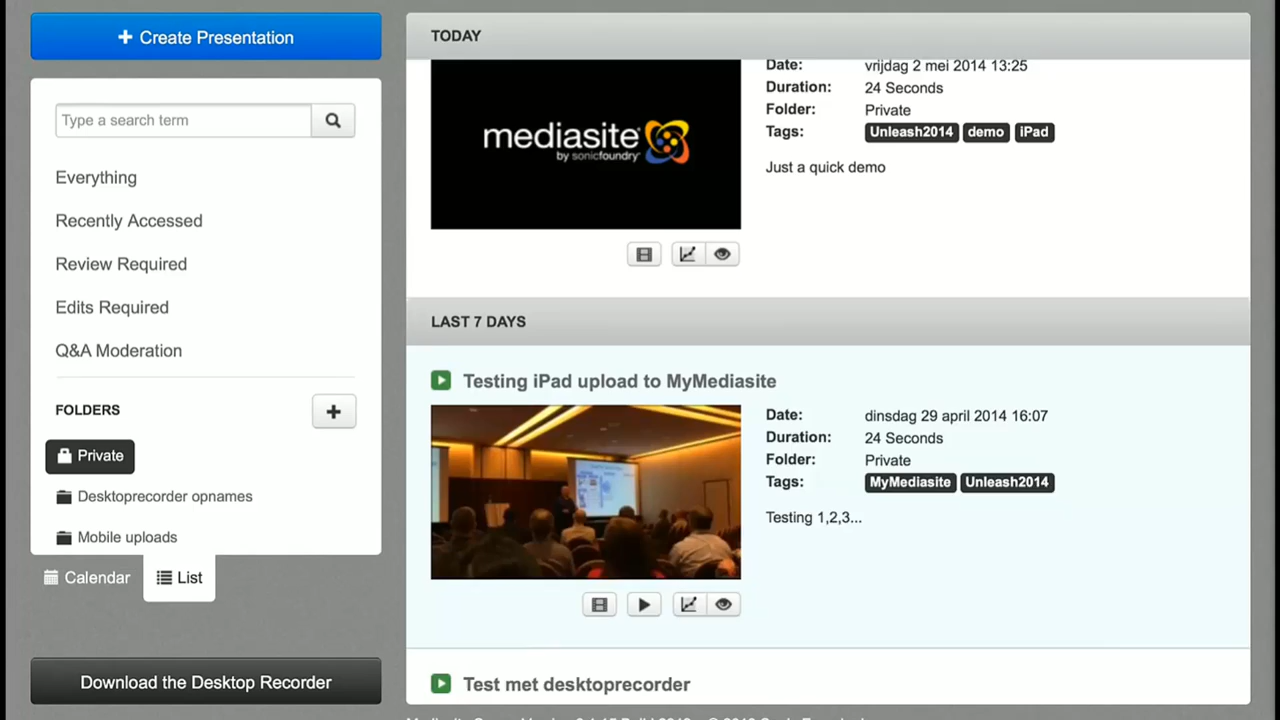 Create Presentation
Type a search term
Everything
Recently Accessed
Review Required
Edits Required
Q&A Moderation
FOLDERS
Private
Desktoprecorder opnames
Mobile uploads
Calendar
List
Download the Desktop Recorder
TODAY
mediasite
by sonicfoundry
Date: vrijdag 2 mei 2014 13:25
Duration: 24 Seconds
Folder: Private
Tags: Unleash2014 demo iPad
Just a quick demo
LAST 7 DAYS
Testing iPad upload to MyMediasite
Date: dinsdag 29 april 2014 16:07
Duration: 24 Seconds
Folder: Private
Tags: MyMediasite Unleash2014
Testing 1,2,3...
Test met desktoprecorder